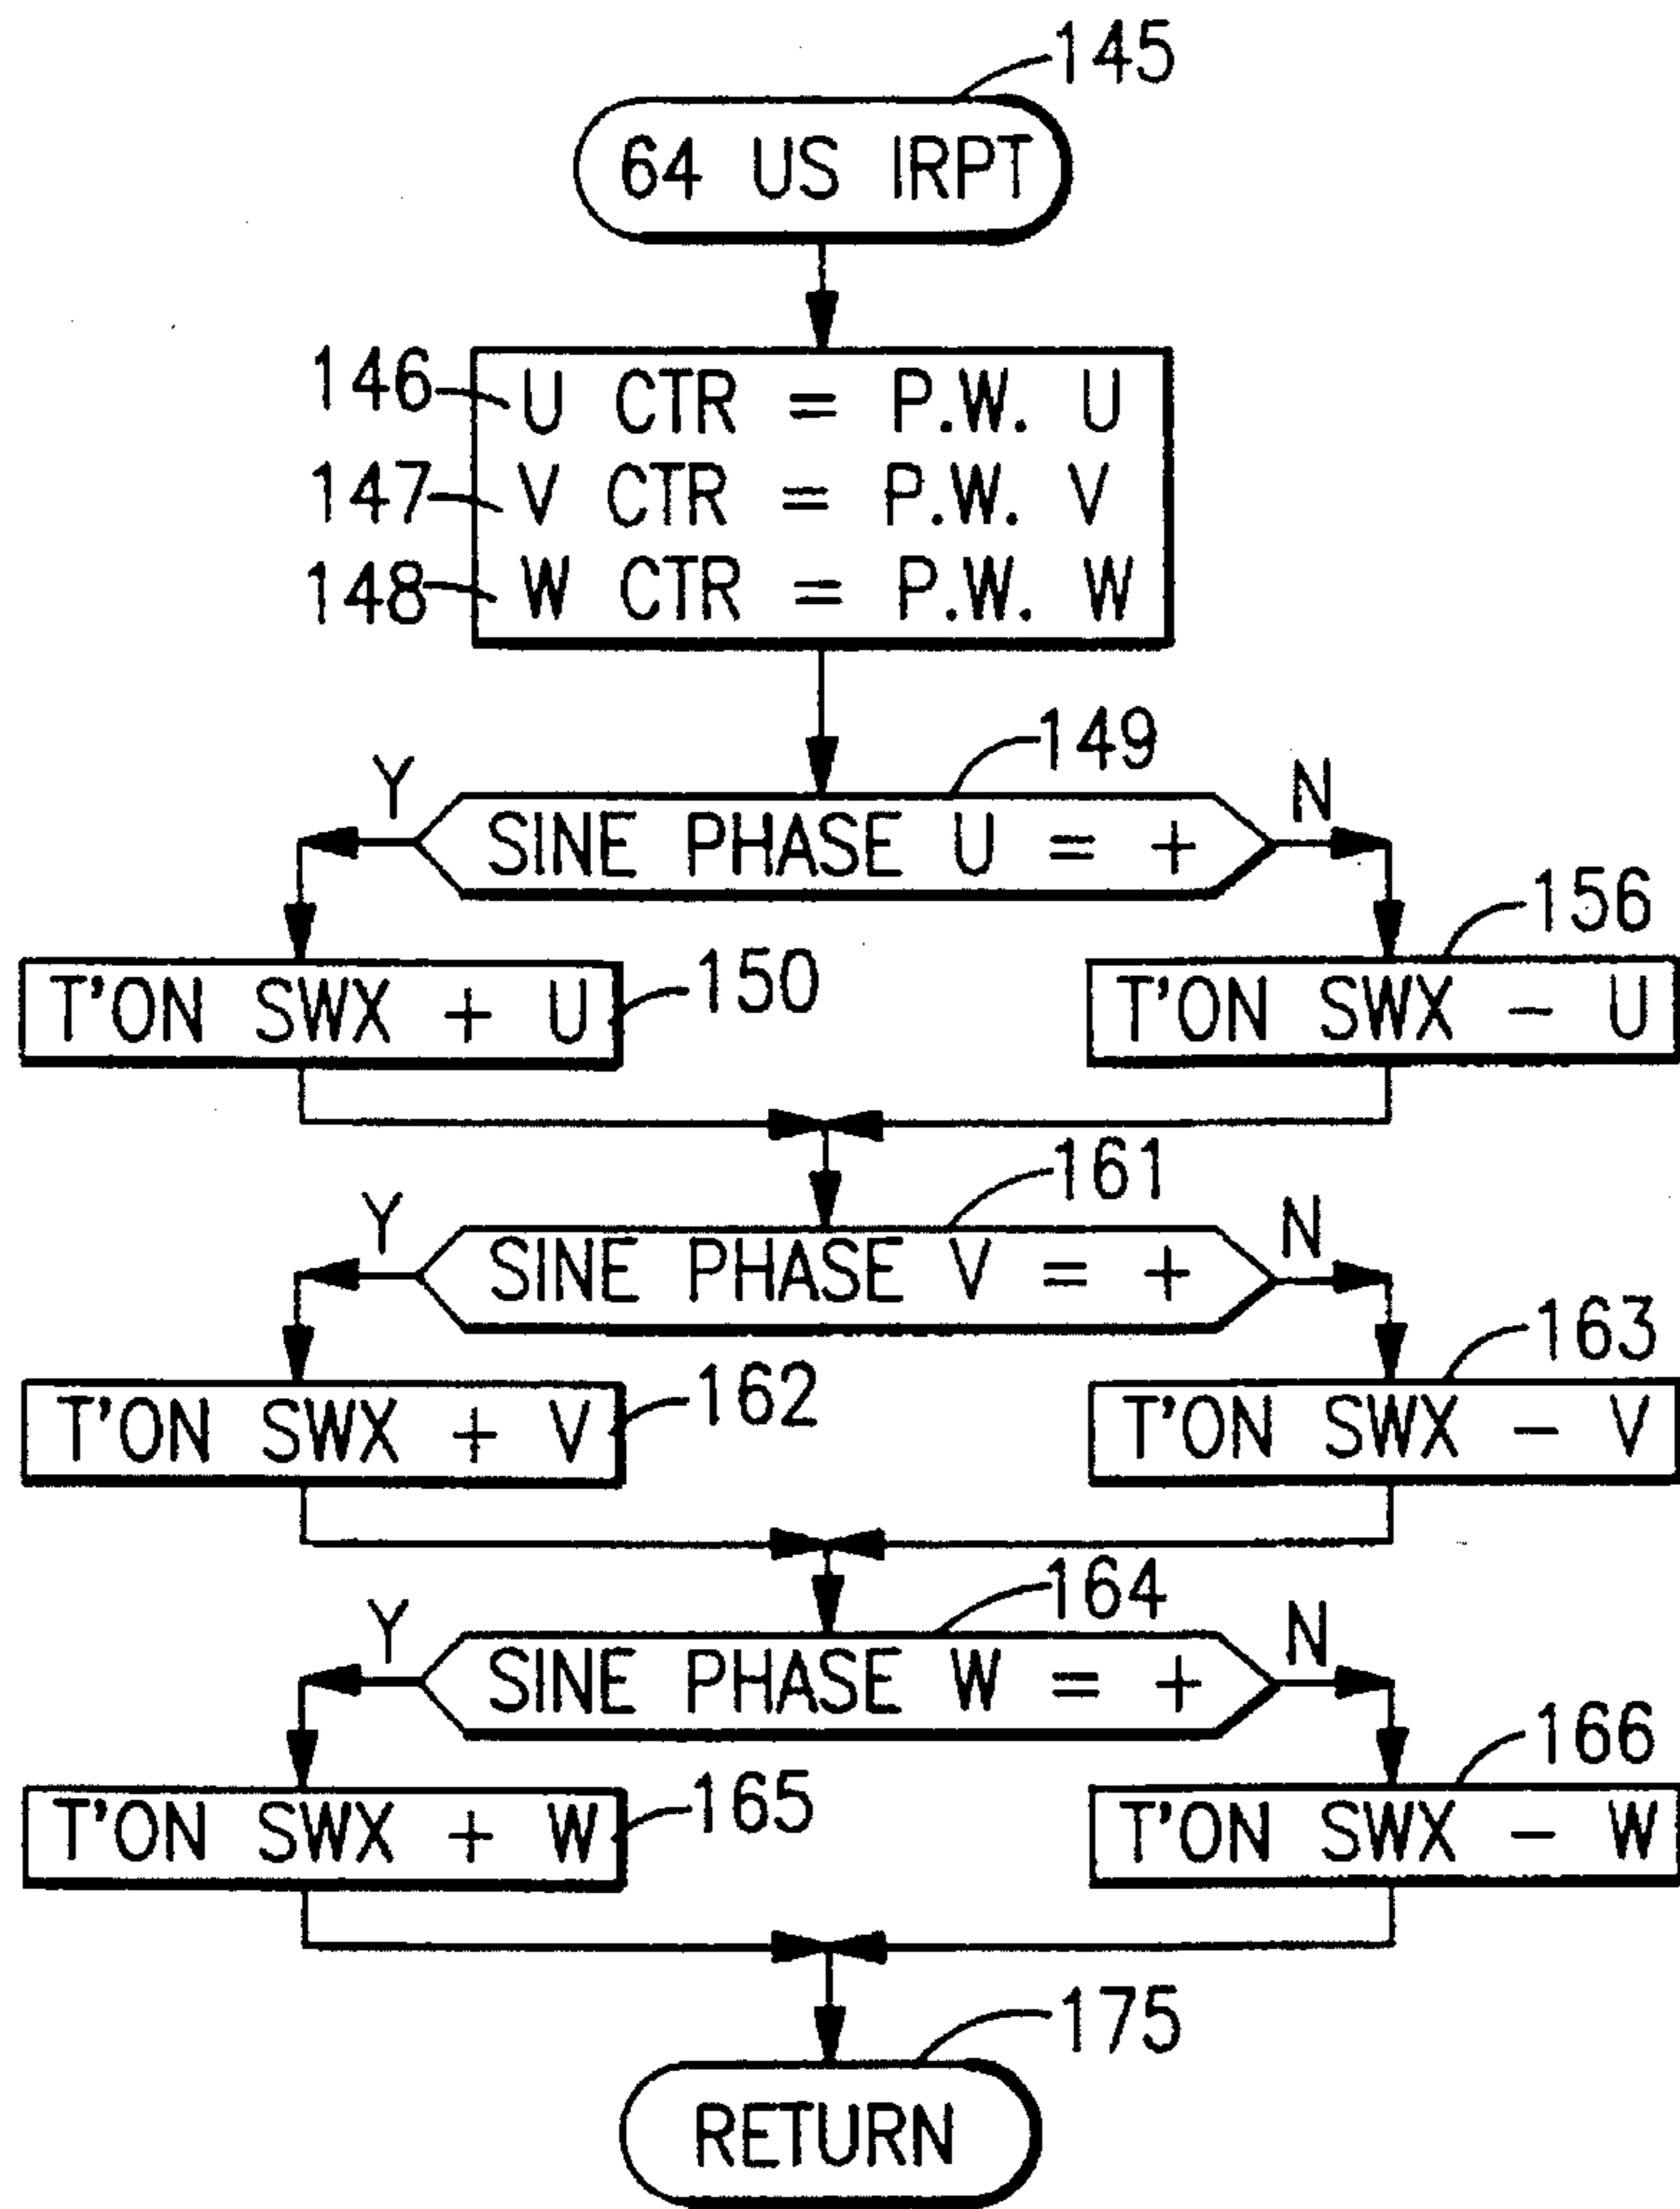 145
64 US IRPT
146 U CTR = P.W. U
147 V CTR = P.W. V
148 W CTR = P.W. W
149
Y SINE PHASE U = + N
156
T'ON SWX + U 150 T'ON SWX - U
161
Y SINE PHASE V = + N
163
T'ON SWX + V 162 T'ON SWX - V
164
Y SINE PHASE W = + N
166
T'ON SWX + W 165 T'ON SWX - W
175
RETURN